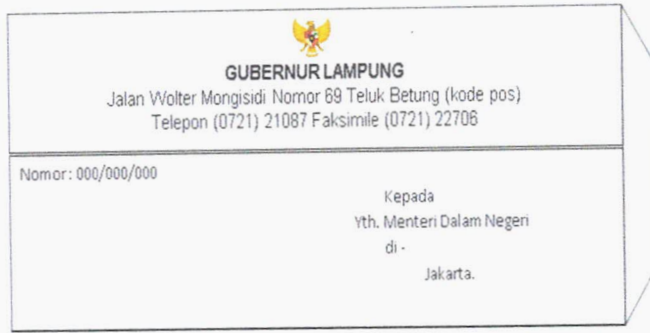 GUBERNUR LAMPUNG
Jalan Wolter Mongisidi Nomor 69 Teluk Betung (kode pos)
Telepon (0721) 21087 Faksimile (0721) 22706
Nomor: 000/000/000
Kepada
Yth. Menteri Dalam Negeri
di -
Jakarta.